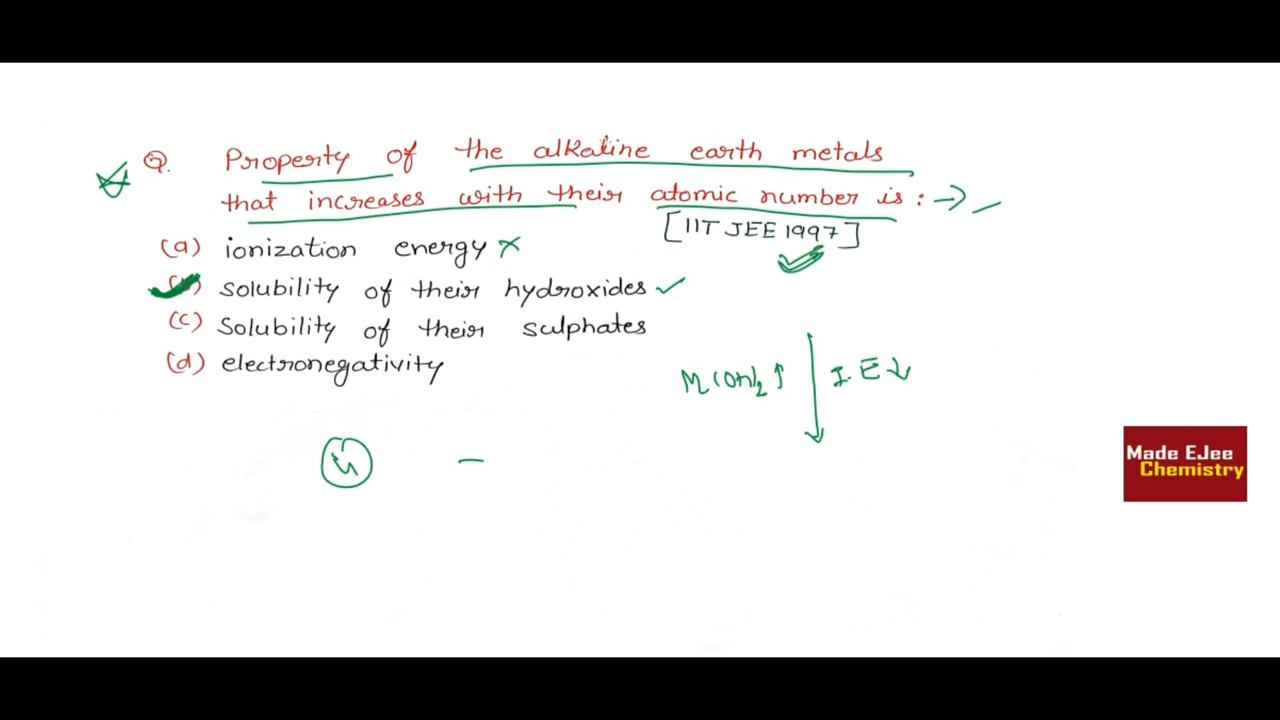 Q. Property of the alkaline earth metals
that increases with their atomic number is : →
[IIT JEE 1997]
(a) ionization energy ×
(b) solubility of their hydroxides ✓
(c) Solubility of their sulphates
(d) electronegativity
M(OH)₂ ↑ I.E ↓
Made EJee
Chemistry